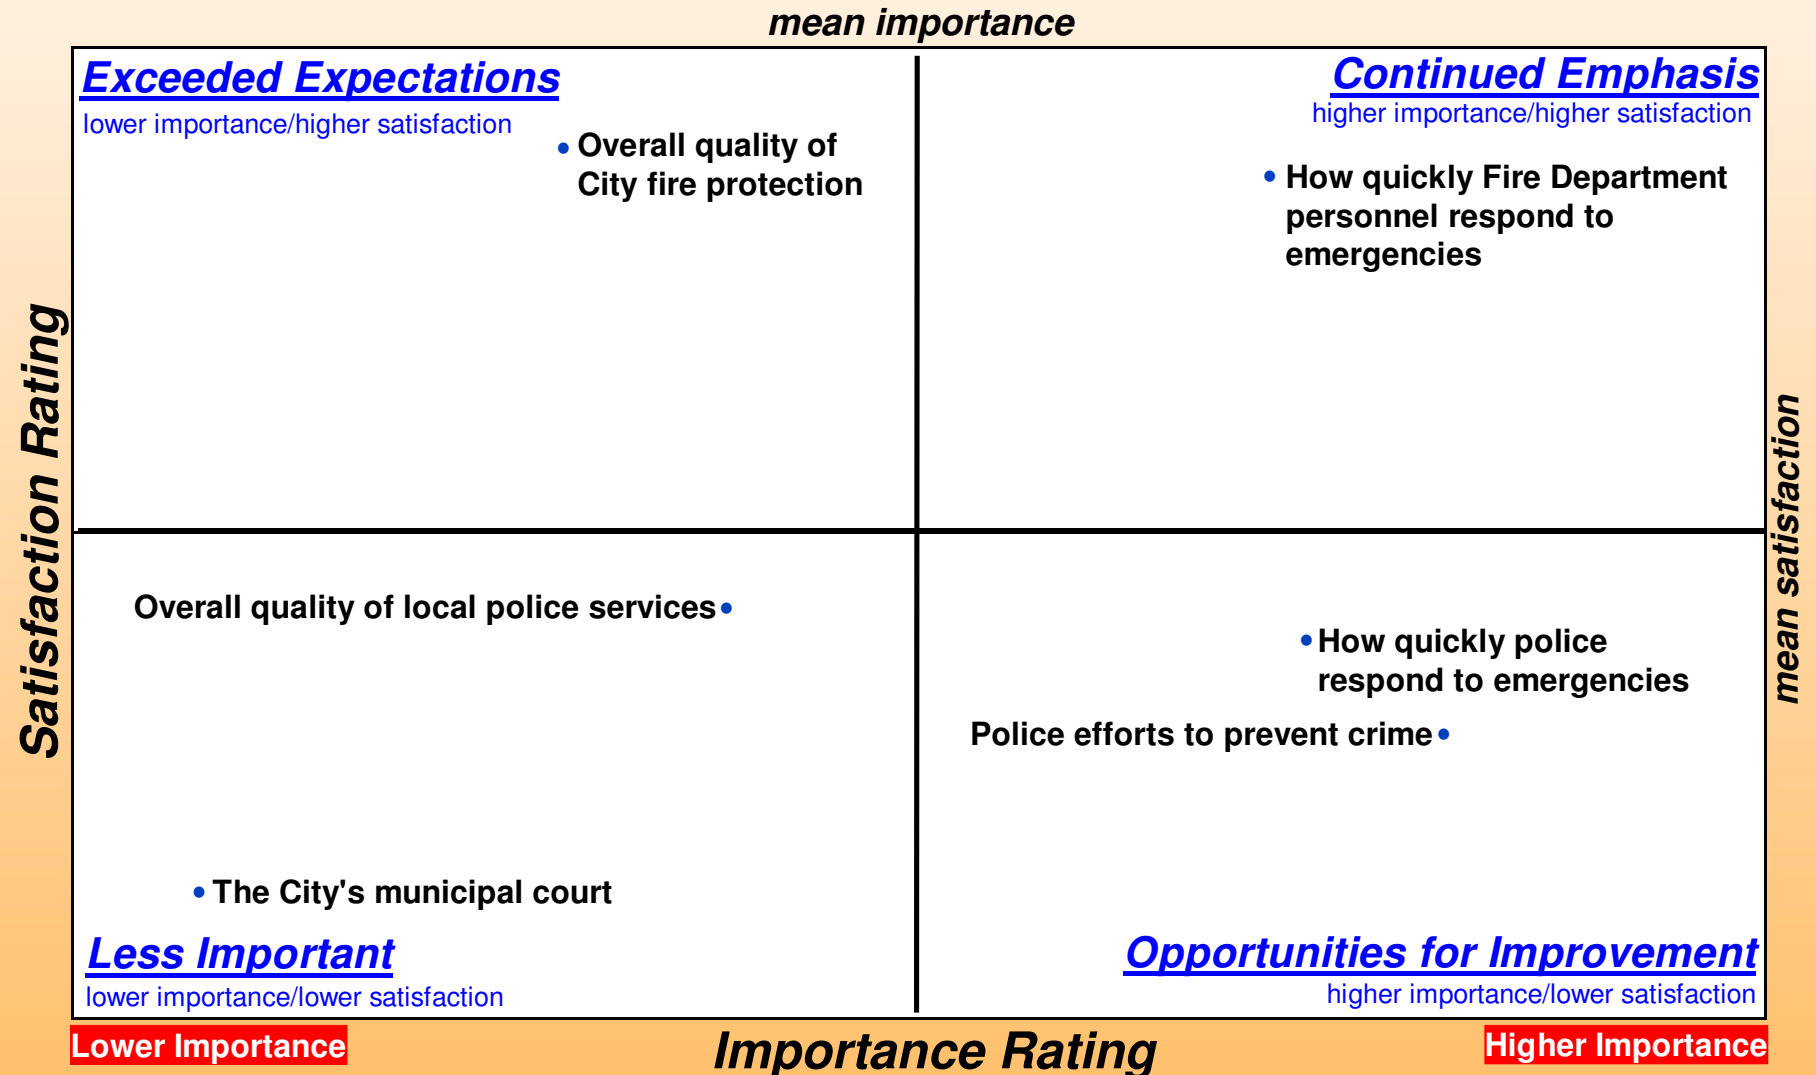 mean importance
Exceeded Expectations
lower importance/higher satisfaction
Continued Emphasis
higher importance/higher satisfaction
Overall quality of
City fire protection
How quickly Fire Department
personnel respond to
emergencies
Satisfaction Rating
mean satisfaction
Overall quality of local police services
How quickly police
respond to emergencies
Police efforts to prevent crime
The City's municipal court
Less Important
lower importance/lower satisfaction
Opportunities for Improvement
higher importance/lower satisfaction
Lower Importance
Importance Rating
Higher Importance